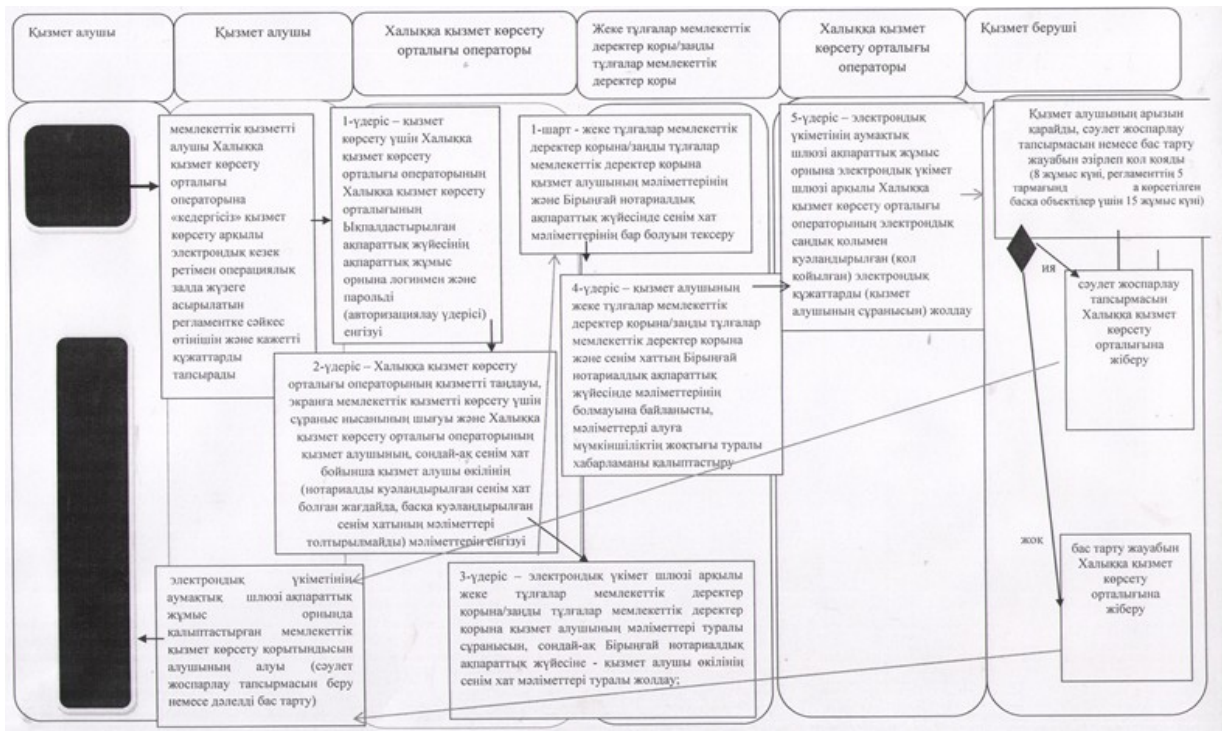 Қызмет алушы
Қызмет алушы
Халыққа қызмет көрсету
орталығы операторы
Жеке тұлғалар мемлекеттік
деректер қоры/заңды
тұлғалар мемлекеттік
деректер қоры
Халыққа қызмет
көрсету орталығы
операторы
Қызмет беруші
мемлекеттік қызметті
алушы Халыққа
қызмет көрсету
орталығы
операторына
«кедергісіз» қызмет
көрсету арқылы
электрондық кезек
ретімен операциялық
залда жүзеге
асырылатын
регламентке сәйкес
өтінішін және қажетті
құжаттарды
тапсырады
1-үдеріс – қызмет
көрсету үшін Халыққа
қызмет көрсету
орталығы операторының
Халыққа қызмет көрсету
орталығының
Ықпалдастырылған
ақпараттық жүйесінің
ақпараттық жұмыс
орнына логинмен және
парольді
(авторизациялау үдерісі)
енгізуі
2-үдеріс – Халыққа қызмет көрсету
орталығы операторының қызметті таңдауы,
экранға мемлекеттік қызметті көрсету үшін
сұраныс нысанының шығуы және Халыққа
қызмет көрсету орталығы операторының
қызмет алушының, сондай-ақ сенім хат
бойынша қызмет алушы өкілінің
(нотариалды куәландырылған сенім хат
болған жағдайда, басқа куәландырылған
сенім хатының мәліметтері
толтырылмайды) мәліметтерін енгізуі
1-шарт - жеке тұлғалар мемлекеттік
деректер қорына/заңды тұлғалар
мемлекеттік деректер қорына
қызмет алушының мәліметтерінің
және Бірыңғай нотариалдық
ақпараттық жүйесінде сенім хат
мәліметтерінің бар болуын тексеру
4-үдеріс – қызмет алушының
жеке тұлғалар мемлекеттік
деректер қорына/заңды тұлғалар
мемлекеттік деректер қорына
және сенім хаттың Бірыңғай
нотариалдық ақпараттық
жүйесінде мәліметтерінің
болмауына байланысты,
мәліметтерді алуға
мүмкіншіліктің жоқтығы туралы
хабарламаны қалыптастыру
3-үдеріс – электрондық үкімет шлюзі арқылы
жеке тұлғалар мемлекеттік деректер
қорына/заңды тұлғалар мемлекеттік деректер
қорына қызмет алушының мәліметтері туралы
сұранысын, сондай-ақ Бірыңғай нотариалдық
ақпараттық жүйесіне - қызмет алушы өкілінің
сенім хат мәліметтері туралы жолдау;
5-үдеріс – электрондық
үкіметінің аумақтық
шлюзі ақпараттық жұмыс
орнына электрондық үкімет
шлюзі арқылы Халыққа
қызмет көрсету орталығы
операторының электрондық
сандық қолымен
куәландырылған (қол
қойылған) электрондық
құжаттарды (қызмет
алушының сұранысын) жолдау
Қызмет алушының арызын
қарайды, сәулет жоспарлау
тапсырмасын немесе бас тарту
жауабын әзірлеп қол қояды
(8 жұмыс күні, регламенттің 5
тармағынд а көрсетілген
басқа объектілер үшін 15 жұмыс күні)
ия
сәулет жоспарлау
тапсырмасын
Халыққа қызмет
көрсету
орталығына
жіберу
жоқ
бас тарту жауабын
Халыққа қызмет
көрсету
орталығына
жіберу
электрондық үкіметінің
аумақтық шлюзі ақпараттық
жұмыс орнында
қалыптастырған мемлекеттік
қызмет көрсету қорытындысын
алушының алуы (сәулет
жоспарлау тапсырмасын беру
немесе дәлелді бас тарту)